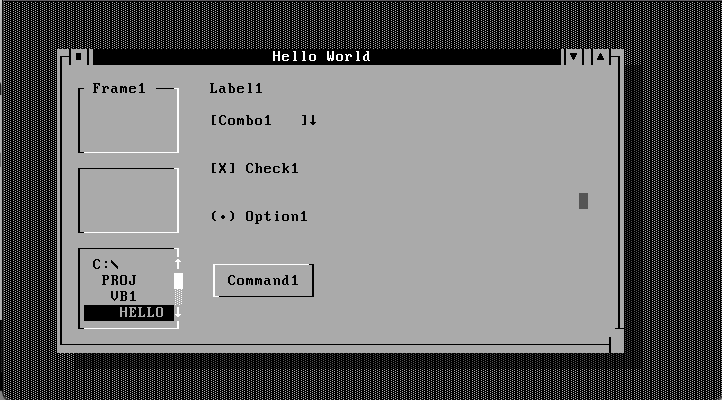 Hello World
Frame1
Label1
[Combo1 ]↓
[X] Check1
(•) Option1
C:\
PROJ
VB1
HELLO
Command1